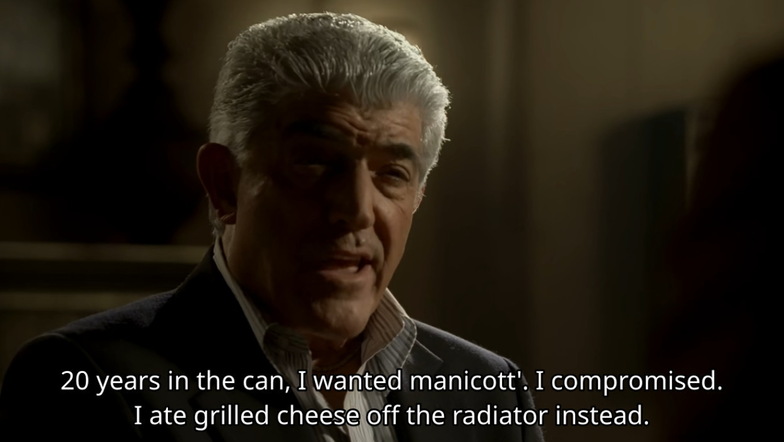 20 years in the can, I wanted manicott'. I compromised.
I ate grilled cheese off the radiator instead.